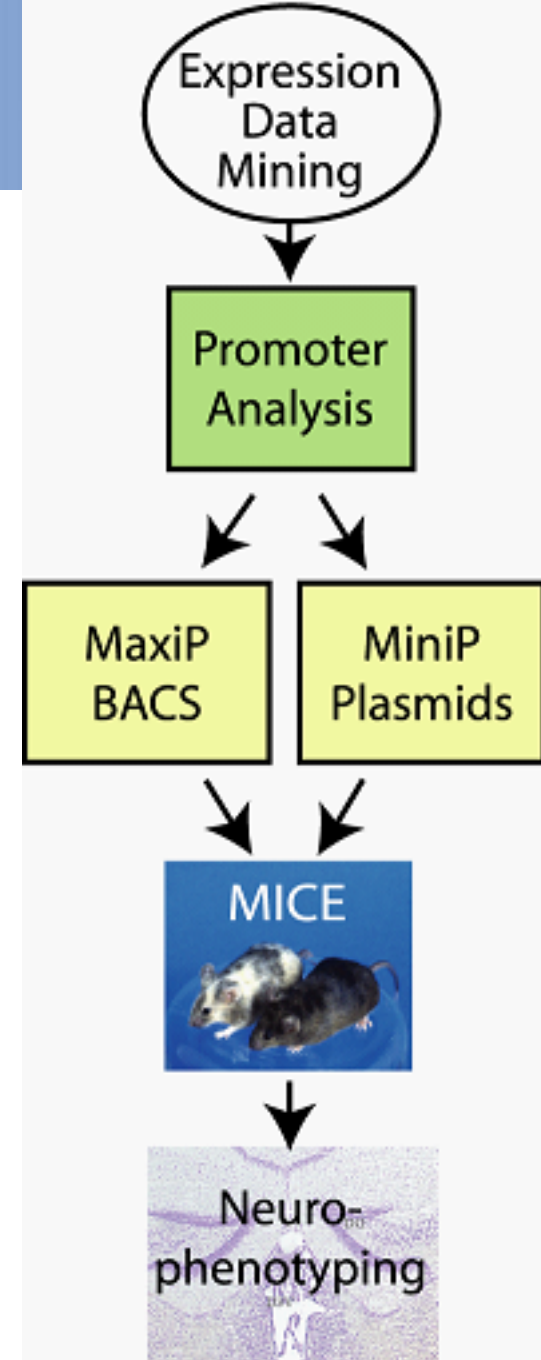 Expression
Data
Mining
Promoter
Analysis
MaxiP
BACS
MiniP
Plasmids
MICE
Neuro-
phenotyping